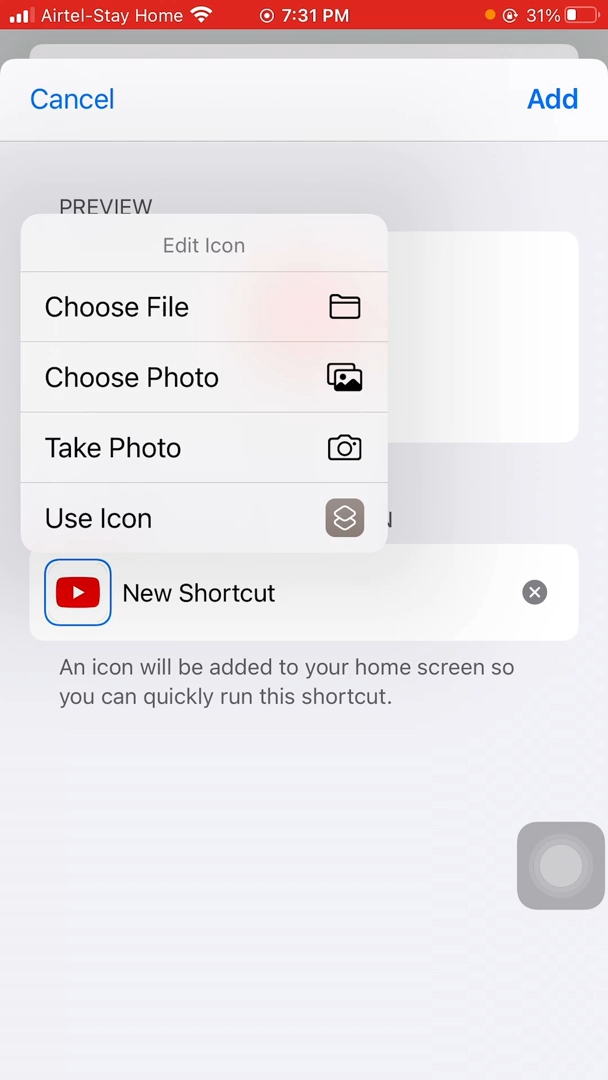 Airtel-Stay Home 7:31 PM 31%
Cancel Add
PREVIEW
Edit Icon
Choose File
Choose Photo
Take Photo
Use Icon
New Shortcut
An icon will be added to your home screen so
you can quickly run this shortcut.